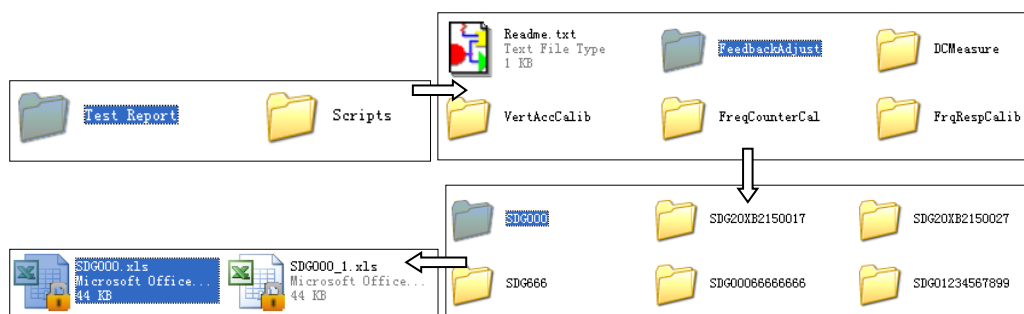 Readme.txt
Text File Type
1 KB
FeedbackAdjust
DCMeasure
Test Report
Scripts
VertAccCalib
FreqCounterCal
FrqRespCalib
SDG000
SDG20XB2150017
SDG20XB2150027
SDG000.xls
Microsoft Office...
44 KB
SDG000_1.xls
Microsoft Office...
44 KB
SDG666
SDG00066666666
SDG01234567899